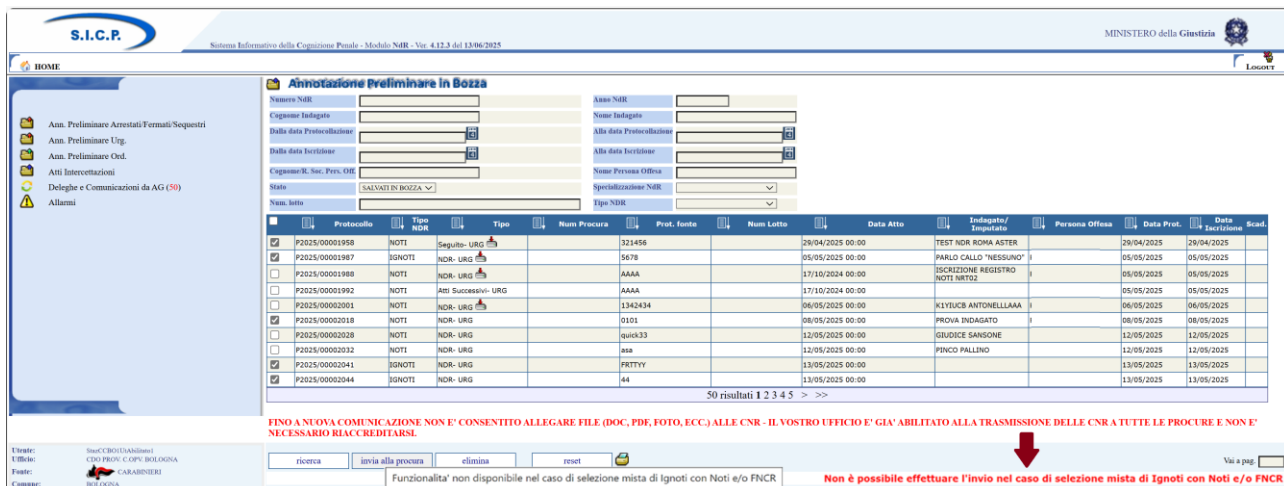 S.I.C.P.
Sistema Informativo della Cognizione Penale - Modulo NdR - Ver. 4.12.3 del 13/06/2025
MINISTERO della Giustizia
HOME
LOGOUT
Annotazione Preliminare in Bozza
Ann. Preliminare Arrestati/Fermati/Sequestri
Ann. Preliminare Urg.
Ann. Preliminare Ord.
Atti Intercettazioni
Deleghe e Comunicazioni da AG (50)
Allarmi
Numero NdR Anno NdR
Cognome Indagato Nome Indagato
Dalla data Protocollazione Alla data Protocollazione
Dalla data Iscrizione Alla data Iscrizione
Cognome/R. Soc. Pers. Off. Nome Persona Offesa
Stato SALVATI IN BOZZA Specializzazione NdR
Num. lotto Tipo NDR
Protocollo Tipo NDR Tipo Num Procura Prot. fonte Num Lotto Data Atto Indagato/ Imputato Persona Offesa Data Prot. Data Iscrizione Scad.
P2025/00001958 NOTI Seguito- URG 321456 29/04/2025 00:00 TEST NDR ROMA ASTER 29/04/2025 29/04/2025
P2025/00001987 IGNOTI NDR- URG 5678 05/05/2025 00:00 PARLO CALLO "NESSUNO" I 05/05/2025 05/05/2025
P2025/00001988 NOTI NDR- URG AAAA 17/10/2024 00:00 ISCRIZIONE REGISTRO NOTI NRT02 I 05/05/2025 05/05/2025
P2025/00001992 NOTI Atti Successivi- URG AAAA 17/10/2024 00:00 05/05/2025 05/05/2025
P2025/00002001 NOTI NDR- URG 1342434 06/05/2025 00:00 K1YIUCB ANTONELLLAAA I 06/05/2025 06/05/2025
P2025/00002018 NOTI NDR- URG 0101 08/05/2025 00:00 PROVA INDAGATO I 08/05/2025 08/05/2025
P2025/00002028 NOTI NDR- URG quick33 12/05/2025 00:00 GIUDICE SANSONE 12/05/2025 12/05/2025
P2025/00002032 NOTI NDR- URG asa 12/05/2025 00:00 PINCO PALLINO 12/05/2025 12/05/2025
P2025/00002041 IGNOTI NDR- URG FRTTYY 13/05/2025 00:00 13/05/2025 13/05/2025
P2025/00002044 IGNOTI NDR- URG 44 13/05/2025 00:00 13/05/2025 13/05/2025
50 risultati 1 2 3 4 5 > >>
FINO A NUOVA COMUNICAZIONE NON E' CONSENTITO ALLEGARE FILE (DOC, PDF, FOTO, ECC.) ALLE CNR - IL VOSTRO UFFICIO E' GIA' ABILITATO ALLA TRASMISSIONE DELLE CNR A TUTTE LE PROCURE E NON E'
NECESSARIO RIACCREDITARSI.
Utente:
Ufficio: CDO PROV. C.OPV. BOLOGNA
Fonte: CARABINIERI
Comune: BOLOGNA
ricerca invia alla procura elimina reset Vai a pag.
Funzionalita' non disponibile nel caso di selezione mista di Ignoti con Noti e/o FNCR
Non è possibile effettuare l'invio nel caso di selezione mista di Ignoti con Noti e/o FNCR